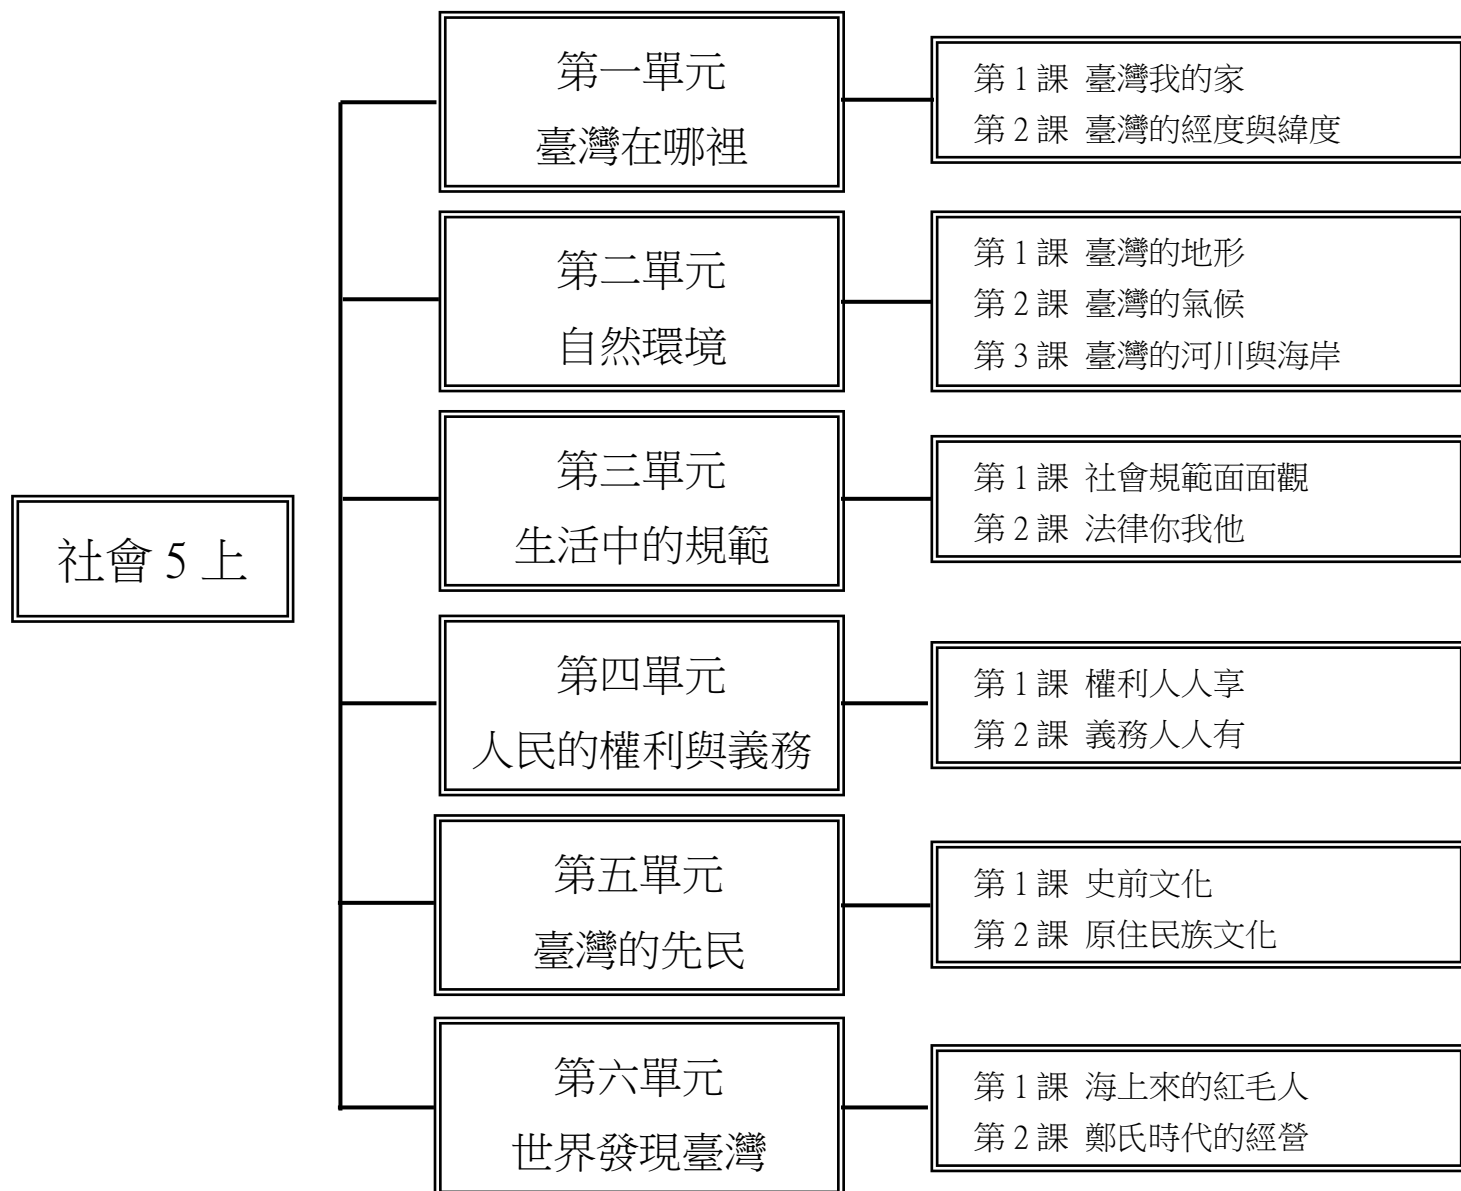 社會 5 上
第一單元
臺灣在哪裡
第 1 課 臺灣我的家
第 2 課 臺灣的經度與緯度
第二單元
自然環境
第 1 課 臺灣的地形
第 2 課 臺灣的氣候
第 3 課 臺灣的河川與海岸
第三單元
生活中的規範
第 1 課 社會規範面面觀
第 2 課 法律你我他
第四單元
人民的權利與義務
第 1 課 權利人人享
第 2 課 義務人人有
第五單元
臺灣的先民
第 1 課 史前文化
第 2 課 原住民族文化
第六單元
世界發現臺灣
第 1 課 海上來的紅毛人
第 2 課 鄭氏時代的經營